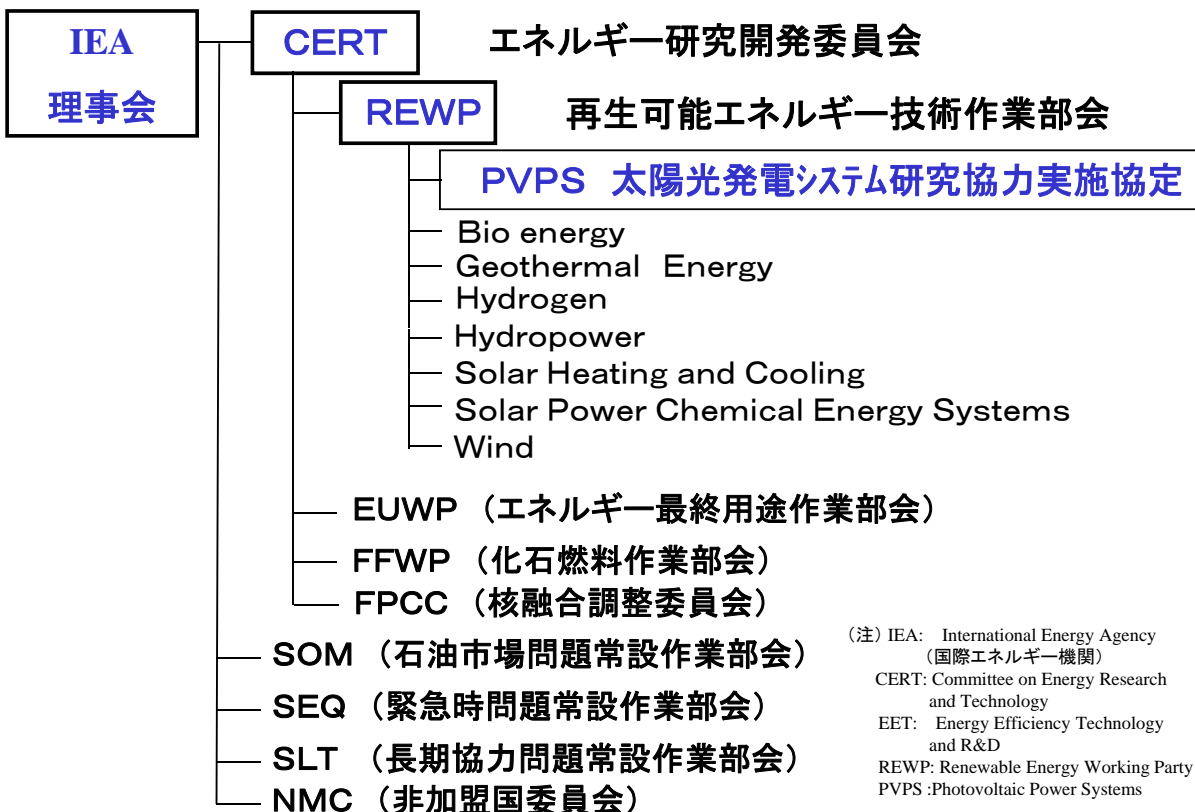 IEA
理事会
CERT エネルギー研究開発委員会
REWP 再生可能エネルギー技術作業部会
PVPS 太陽光発電システム研究協力実施協定
Bio energy
Geothermal Energy
Hydrogen
Hydropower
Solar Heating and Cooling
Solar Power Chemical Energy Systems
Wind
EUWP (エネルギー最終用途作業部会)
FFWP (化石燃料作業部会)
FPCC (核融合調整委員会)
SOM (石油市場問題常設作業部会)
SEQ (緊急時問題常設作業部会)
SLT (長期協力問題常設作業部会)
NMC (非加盟国委員会)
(注) IEA: International Energy Agency
(国際エネルギー機関)
CERT: Committee on Energy Research
and Technology
EET: Energy Efficiency Technology
and R&D
REWP: Renewable Energy Working Party
PVPS :Photovoltaic Power Systems